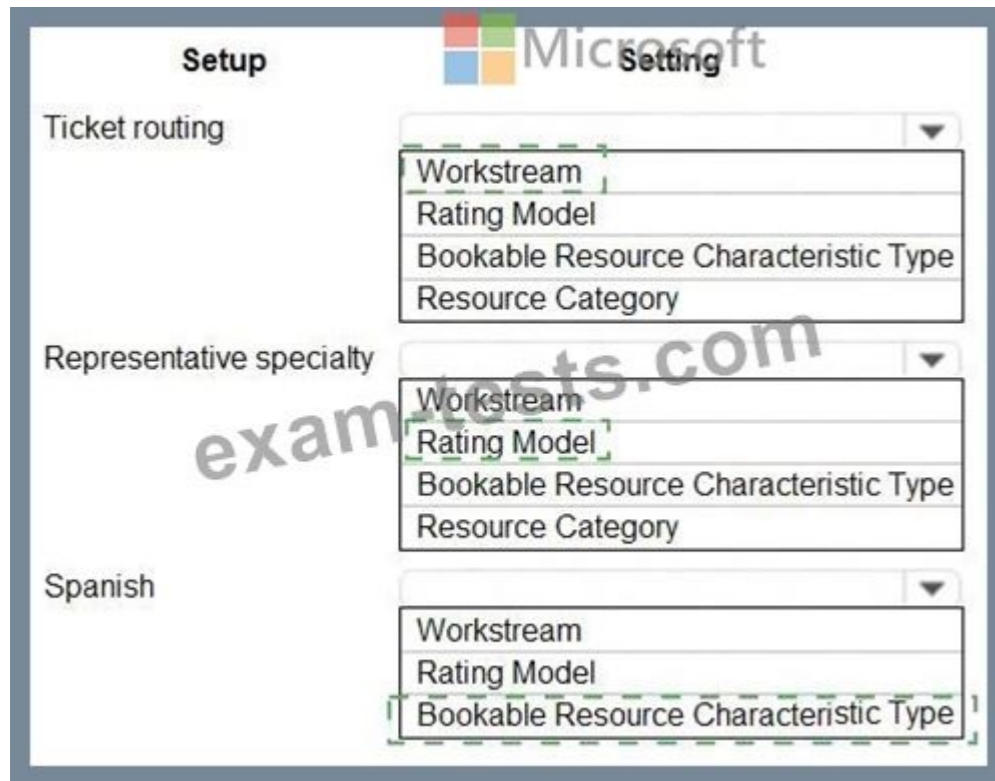 Microsoft
Setup Setting
Ticket routing
Workstream
Rating Model
Bookable Resource Characteristic Type
Resource Category
Representative specialty
Workstream
Rating Model
Bookable Resource Characteristic Type
Resource Category
exam-tests.com
Spanish
Workstream
Rating Model
Bookable Resource Characteristic Type